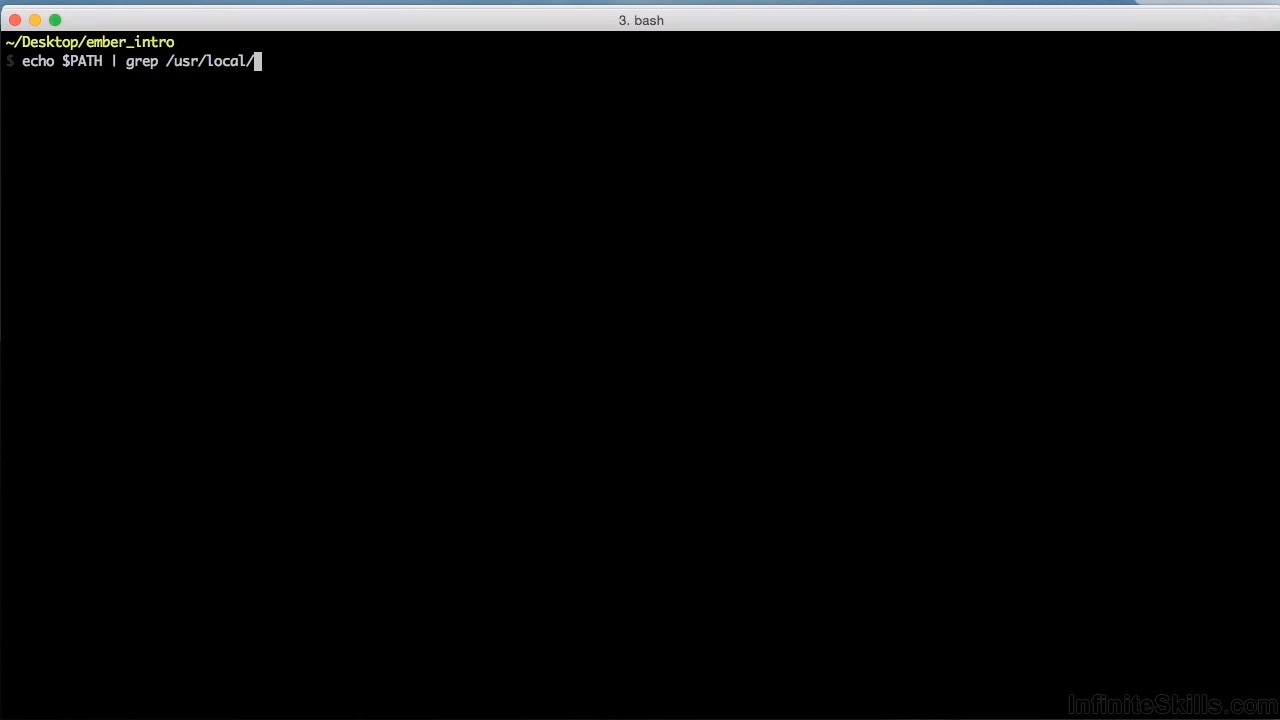 3. bash
~/Desktop/ember_intro
$ echo $PATH | grep /usr/local/
InfiniteSkills.com